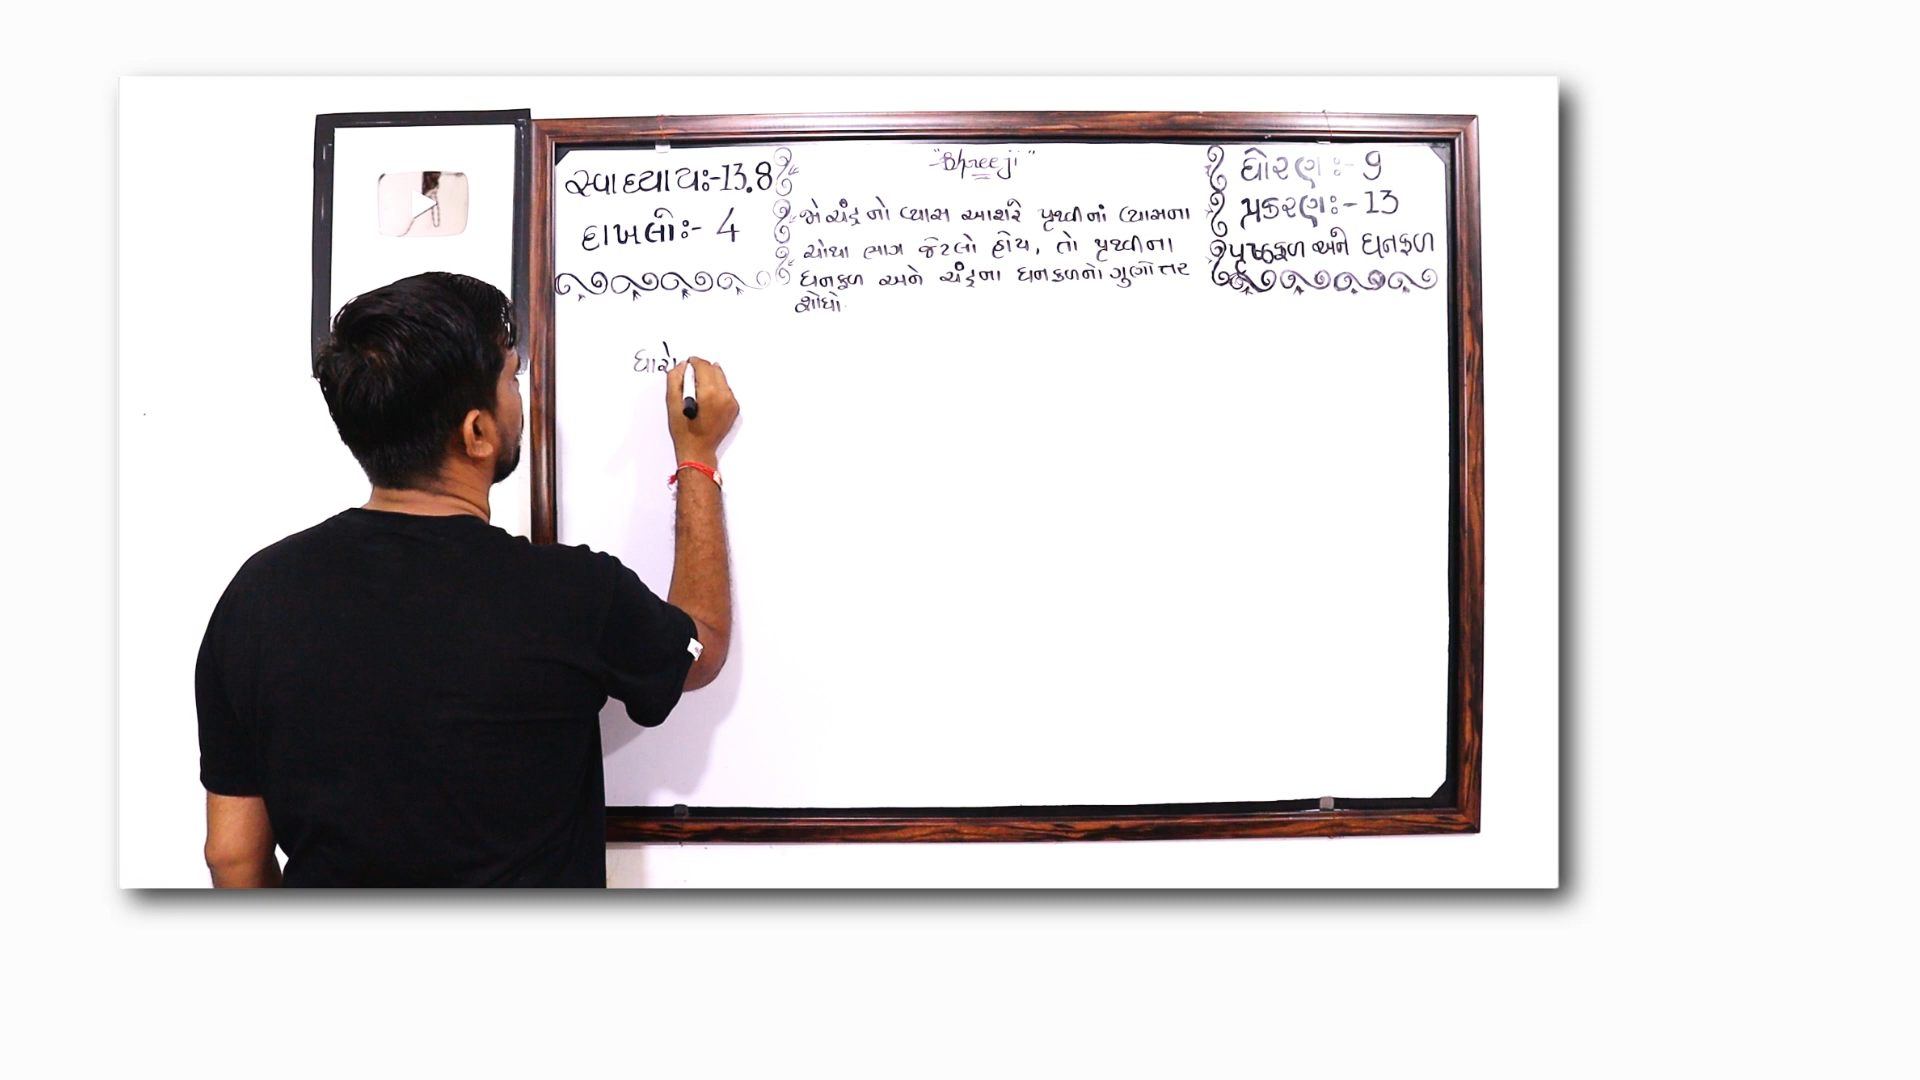 સ્વાધ્યાયઃ-13.8
દાખલોઃ- 4
"Shreeji"
જો ચંદ્રનો વ્યાસ આશરે પૃથ્વીનાં વ્યાસના
ચોથા ભાગ જેટલો હોય, તો પૃથ્વીના
ઘનફળ અને ચંદ્રના ઘનફળનો ગુણોત્તર
શોધો.
ધોરણઃ- 9
પ્રકરણઃ- 13
પૃષ્ઠફળ અને ઘનફળ
ધારો